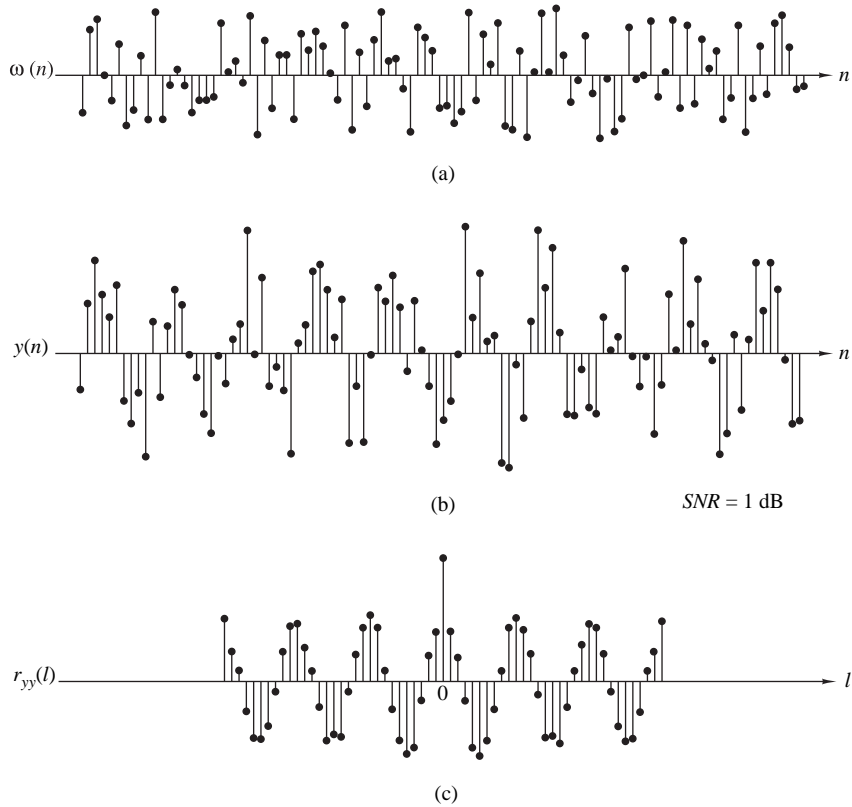 ω (n) n
(a)
y(n) n
(b) SNR = 1 dB
r_yy(l) 0 l
(c)